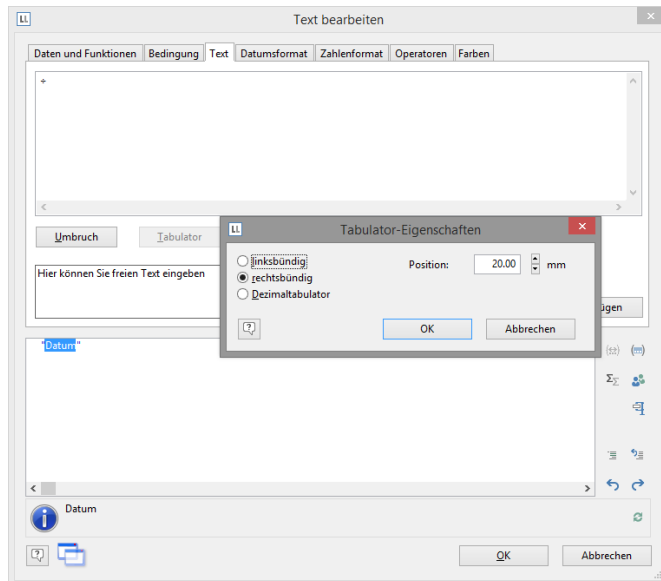 LL Text bearbeiten
Daten und Funktionen Bedingung Text Datumsformat Zahlenformat Operatoren Farben
Umbruch Tabulator
LL Tabulator-Eigenschaften
linksbündig Position: 20.00 mm
rechtsbündig
Dezimaltabulator
OK Abbrechen
Hier können Sie freien Text eingeben
ügen
"Datum"
Datum
OK Abbrechen